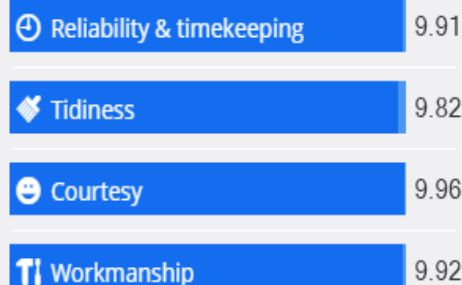 Reliability & timekeeping 9.91
Tidiness 9.82
Courtesy 9.96
Workmanship 9.92